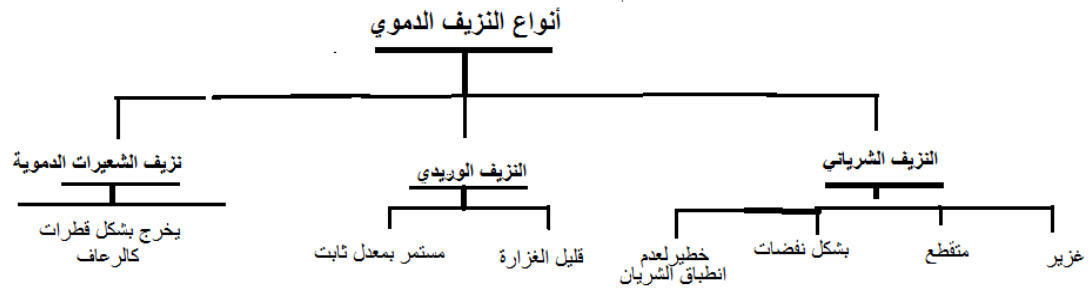 أنواع النزيف الدموي
النزيف الشرياني
النزيف الوريدي
نزيف الشعيرات الدموية
غزير
متقطع
بشكل نفضات
خطيرلعدم
انطباق الشريان
قليل الغزارة
مستمر بمعدل ثابت
يخرج بشكل قطرات
كالرعاف